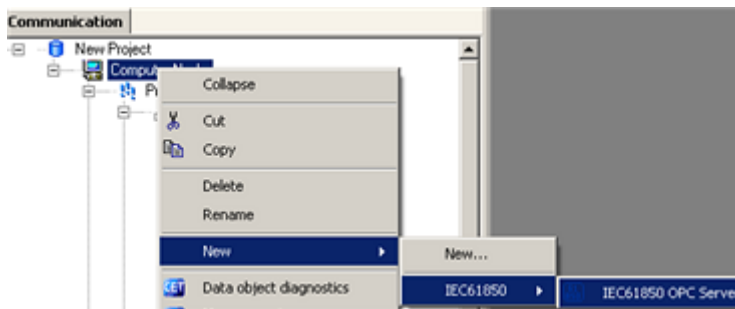 Communication
New Project
Collapse
Cut
Copy
Delete
Rename
New
New...
Data object diagnostics
IEC61850
IEC61850 OPC Serve